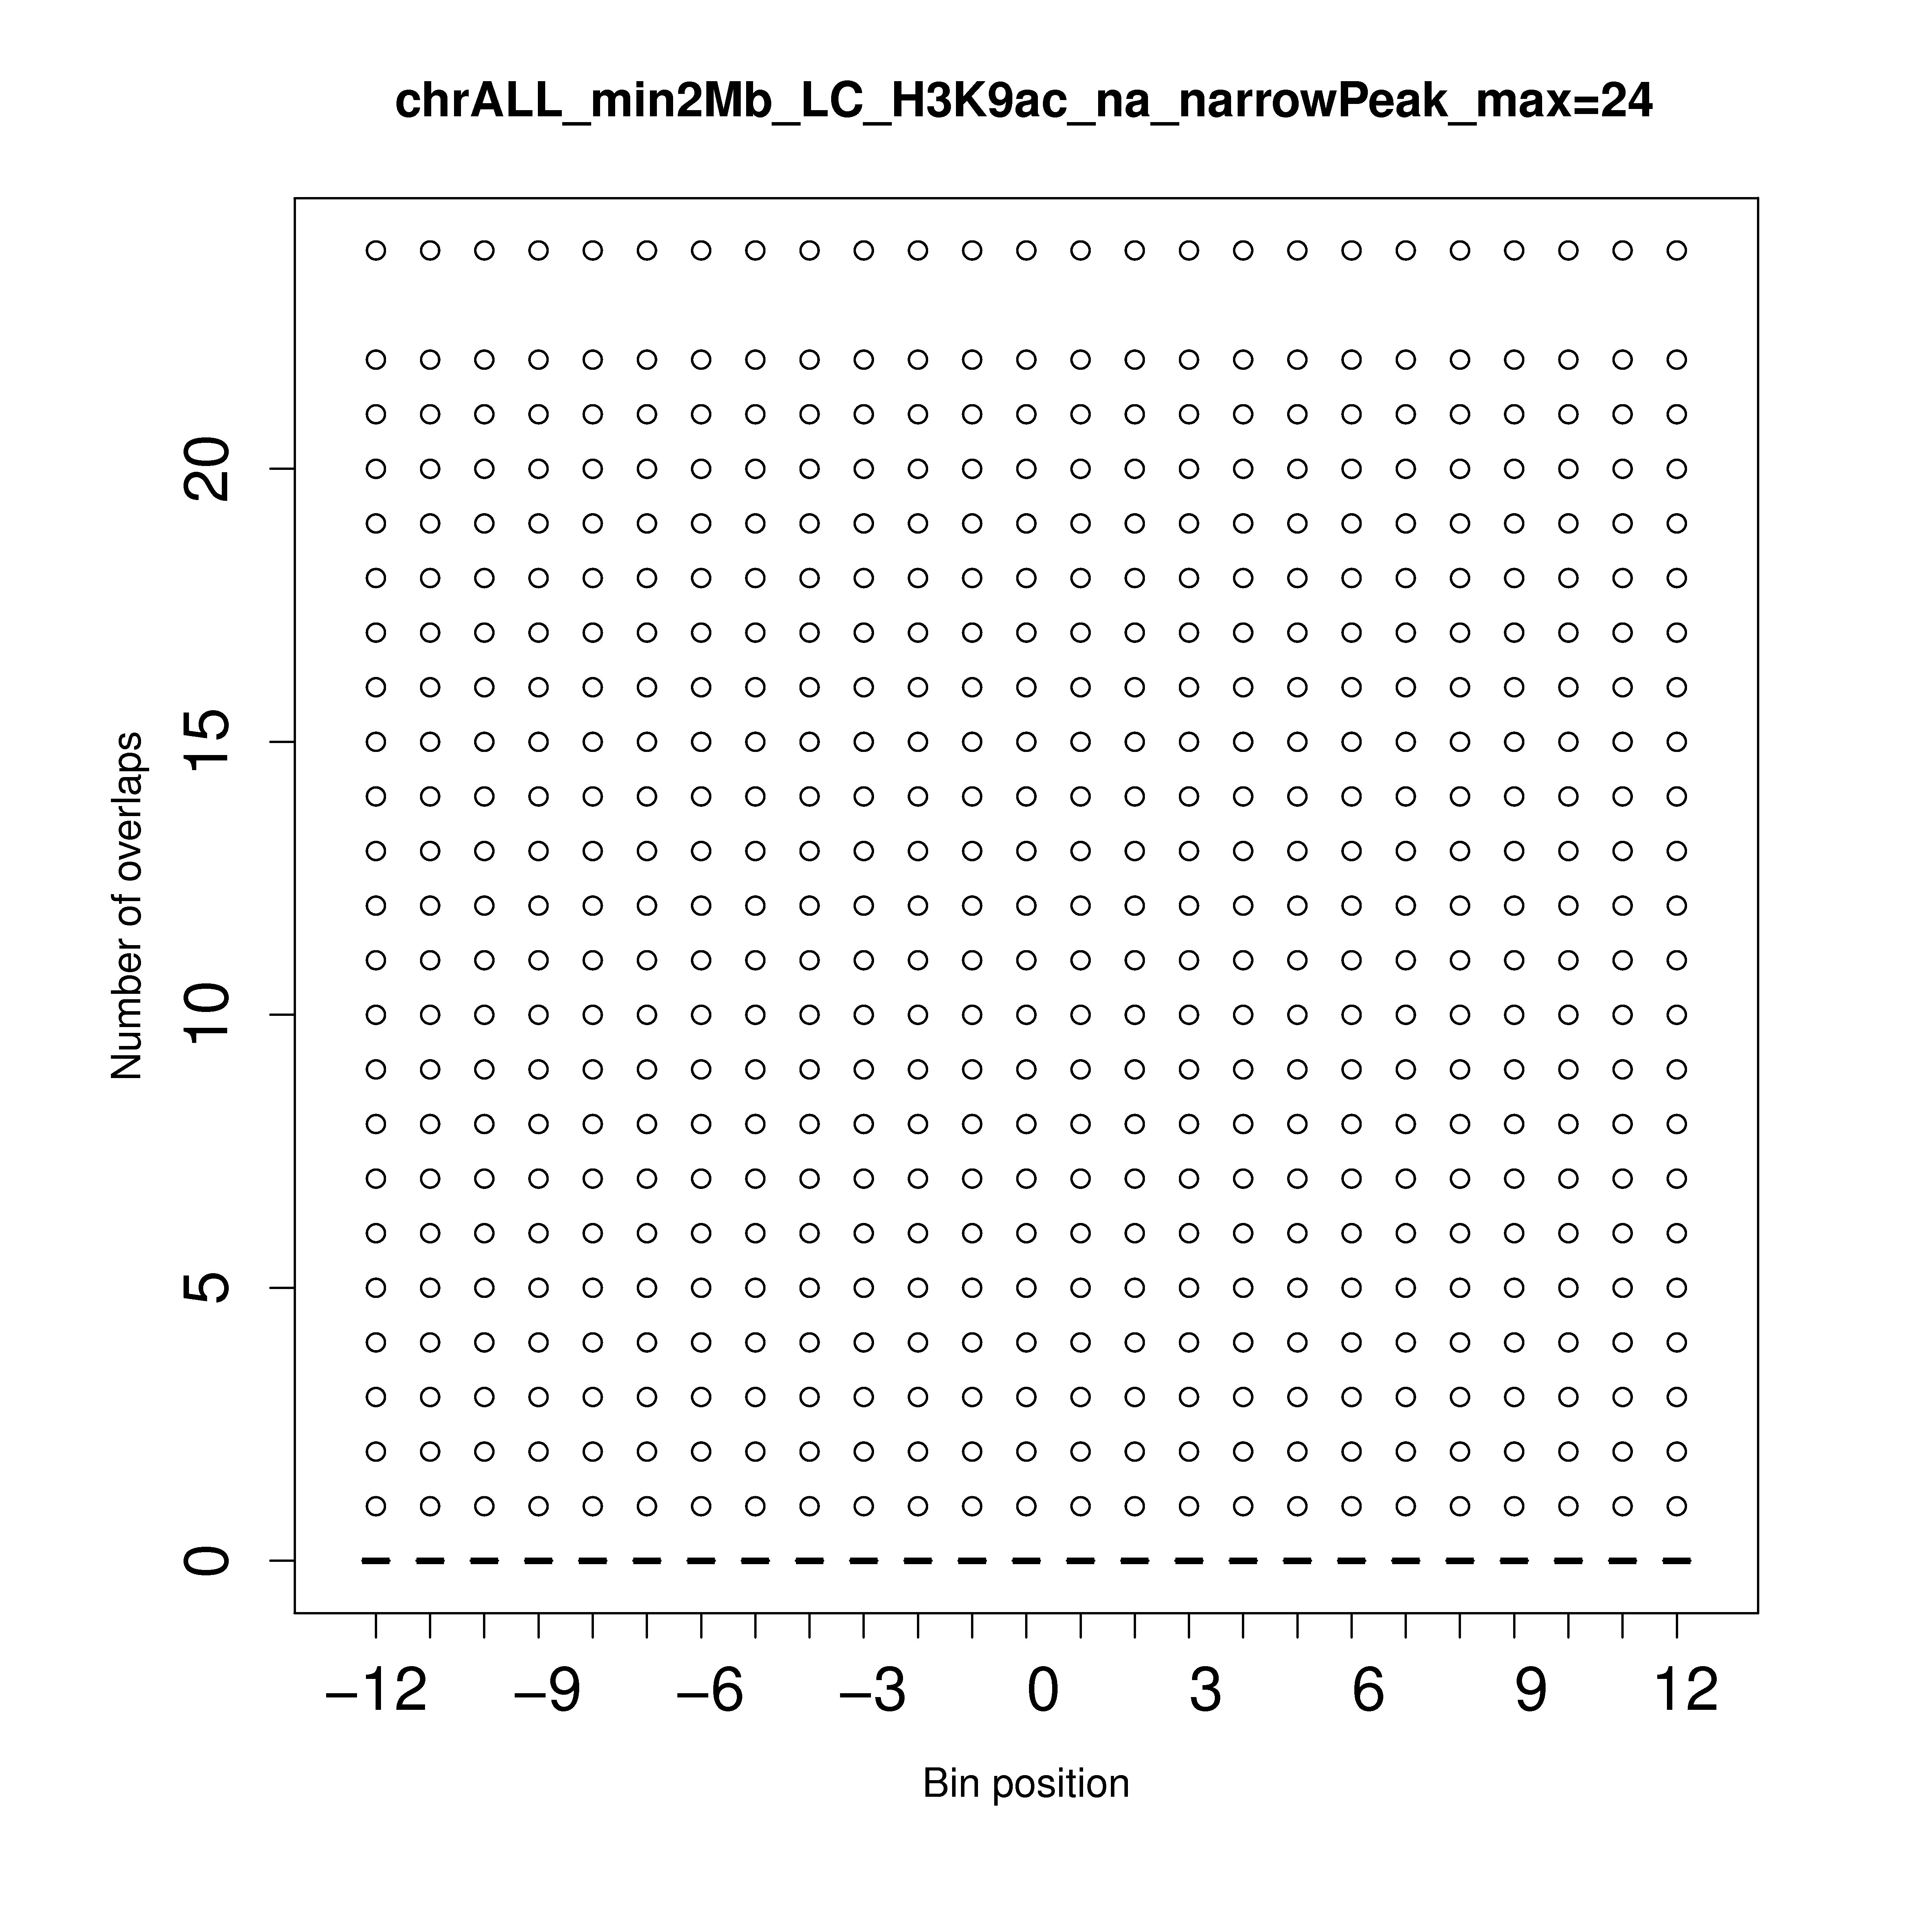 chrALL_min2Mb_LC_H3K9ac_na_narrowPeak_max=24
Number of overlaps
20
15
10
5
0
−12 −9 −6 −3 0 3 6 9 12
Bin position